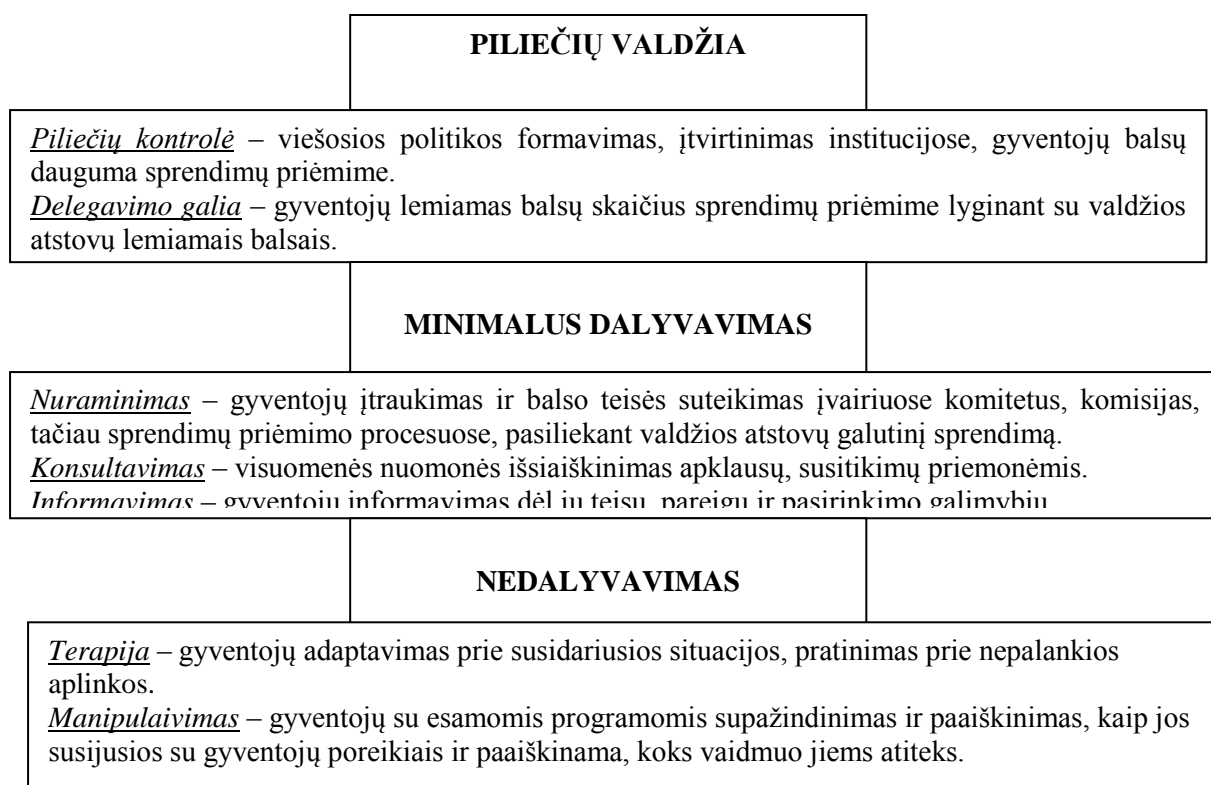 PILIEČIŲ VALDŽIA
Piliečių kontrolė – viešosios politikos formavimas, įtvirtinimas institucijose, gyventojų balsų
dauguma sprendimų priėmime.
Delegavimo galia – gyventojų lemiamas balsų skaičius sprendimų priėmime lyginant su valdžios
atstovų lemiamais balsais.
MINIMALUS DALYVAVIMAS
Nuraminimas – gyventojų įtraukimas ir balso teisės suteikimas įvairiuose komitetus, komisijas,
tačiau sprendimų priėmimo procesuose, pasiliekant valdžios atstovų galutinį sprendimą.
Konsultavimas – visuomenės nuomonės išsiaiškinimas apklausų, susitikimų priemonėmis.
Informavimas – gyventojų informavimas dėl jų teisų, pareigų ir pasirinkimo galimybių
NEDALYVAVIMAS
Terapija – gyventojų adaptavimas prie susidariusios situacijos, pratinimas prie nepalankios
aplinkos.
Manipulaivimas – gyventojų su esamomis programomis supažindinimas ir paaiškinimas, kaip jos
susijusios su gyventojų poreikiais ir paaiškinama, koks vaidmuo jiems atiteks.